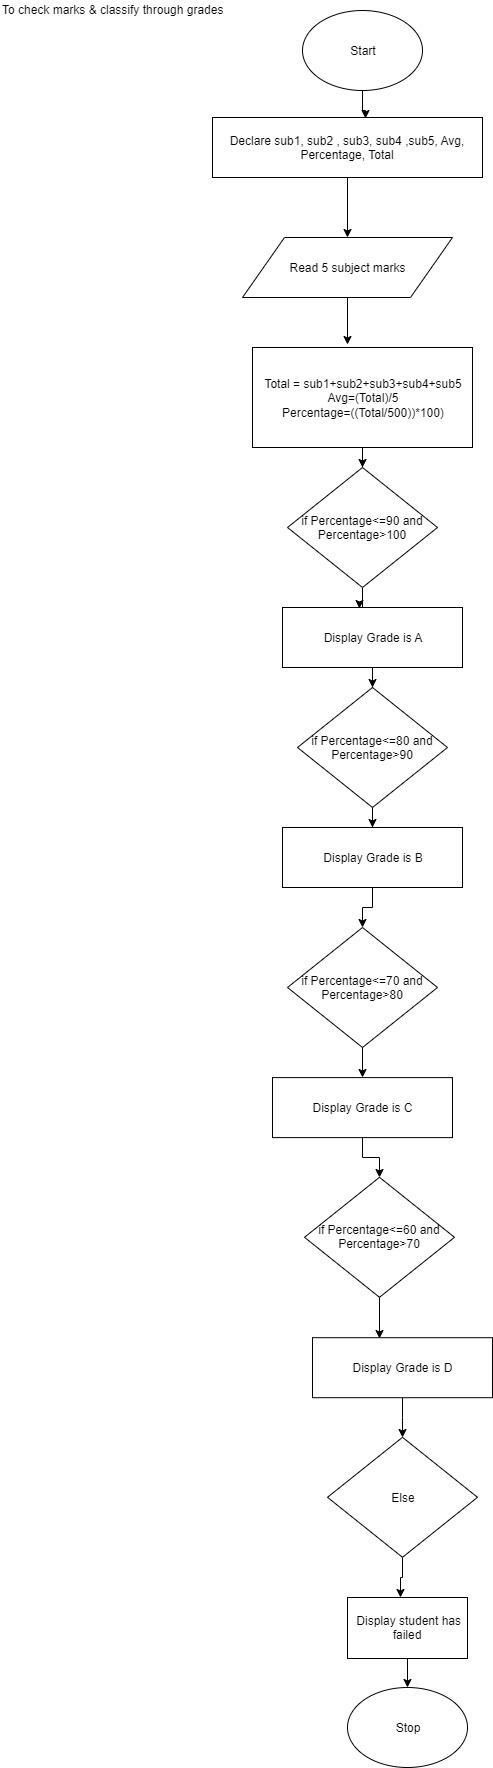 To check marks & classify through grades
Start
Declare sub1, sub2 , sub3, sub4 ,sub5, Avg,
Percentage, Total
Read 5 subject marks
Total = sub1+sub2+sub3+sub4+sub5
Avg=(Total)/5
Percentage=((Total/500))*100)
if Percentage<=90 and
Percentage>100
Display Grade is A
if Percentage<=80 and
Percentage>90
Display Grade is B
if Percentage<=70 and
Percentage>80
Display Grade is C
if Percentage<=60 and
Percentage>70
Display Grade is D
Else
Display student has
failed
Stop